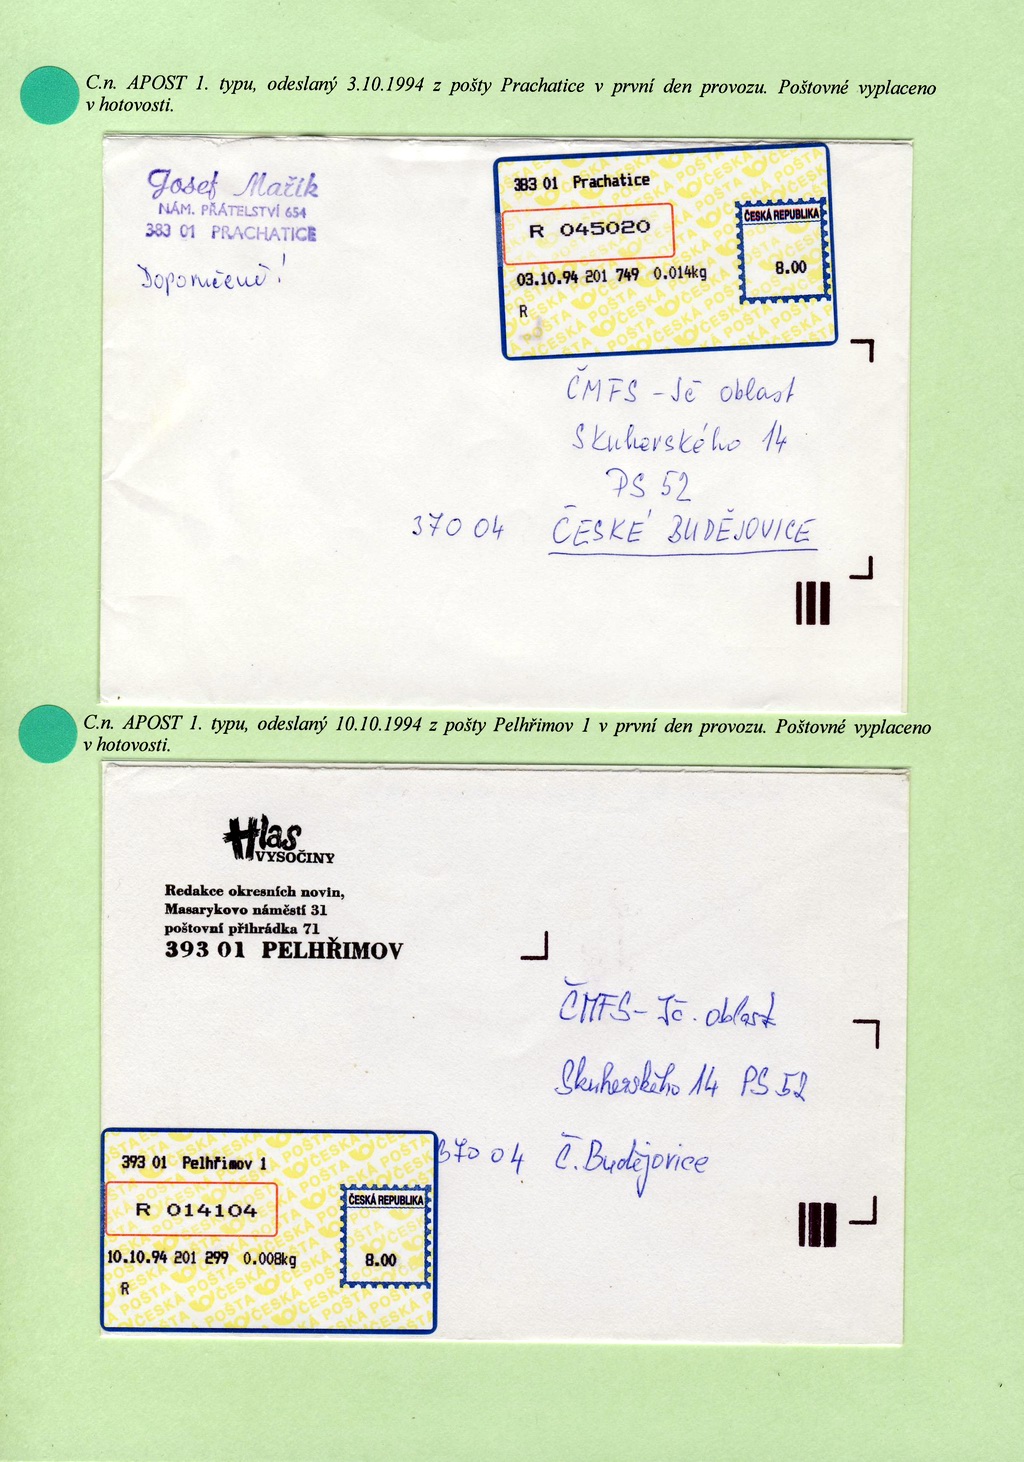 C.n. APOST 1. typu, odeslaný 3.10.1994 z pošty Prachatice v první den provozu. Poštovné vyplaceno
v hotovosti.
Josef Mařík
NÁM. PŘÁTELSTVÍ 654
383 01 PRACHATICE
Doporučeně!
383 01 Prachatice
R 045020
ČESKÁ REPUBLIKA
03.10.94 201 749 0.014kg
8.00
R
ČMFS - Jč oblast
Skuherského 14
PS 52
370 04 ČESKÉ BUDĚJOVICE
C.n. APOST 1. typu, odeslaný 10.10.1994 z pošty Pelhřimov 1 v první den provozu. Poštovné vyplaceno
v hotovosti.
Hlas
VYSOČINY
Redakce okresních novin,
Masarykovo náměstí 31
poštovní přihrádka 71
393 01 PELHŘIMOV
ČMFS - Jč. oblast
Skuherského 14 PS 52
370 04 Č. Budějovice
393 01 Pelhřimov 1
R 014104
ČESKÁ REPUBLIKA
10.10.94 201 299 0.008kg
8.00
R